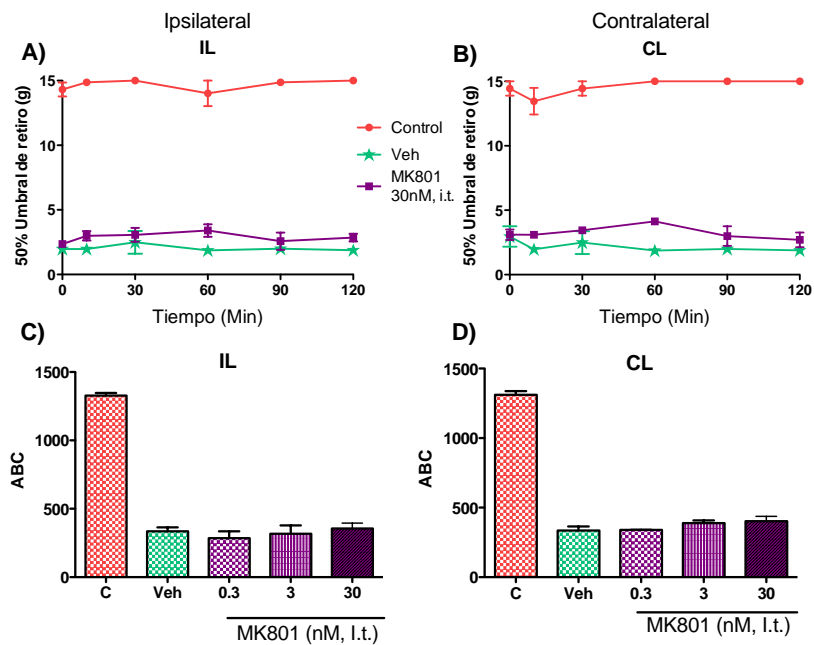 Ipsilateral
Contralateral
A)
IL
B)
CL
50% Umbral de retiro (g)
15
10
5
0
0
30
60
90
120
Tiempo (Min)
Control
Veh
MK801
30nM, i.t.
50% Umbral de retiro (g)
15
10
5
0
0
30
60
90
120
Tiempo (Min)
C)
IL
ABC
1500
1000
500
0
C
Veh
0.3
3
30
MK801 (nM, I.t.)
D)
CL
ABC
1500
1000
500
0
C
Veh
0.3
3
30
MK801 (nM, I.t.)